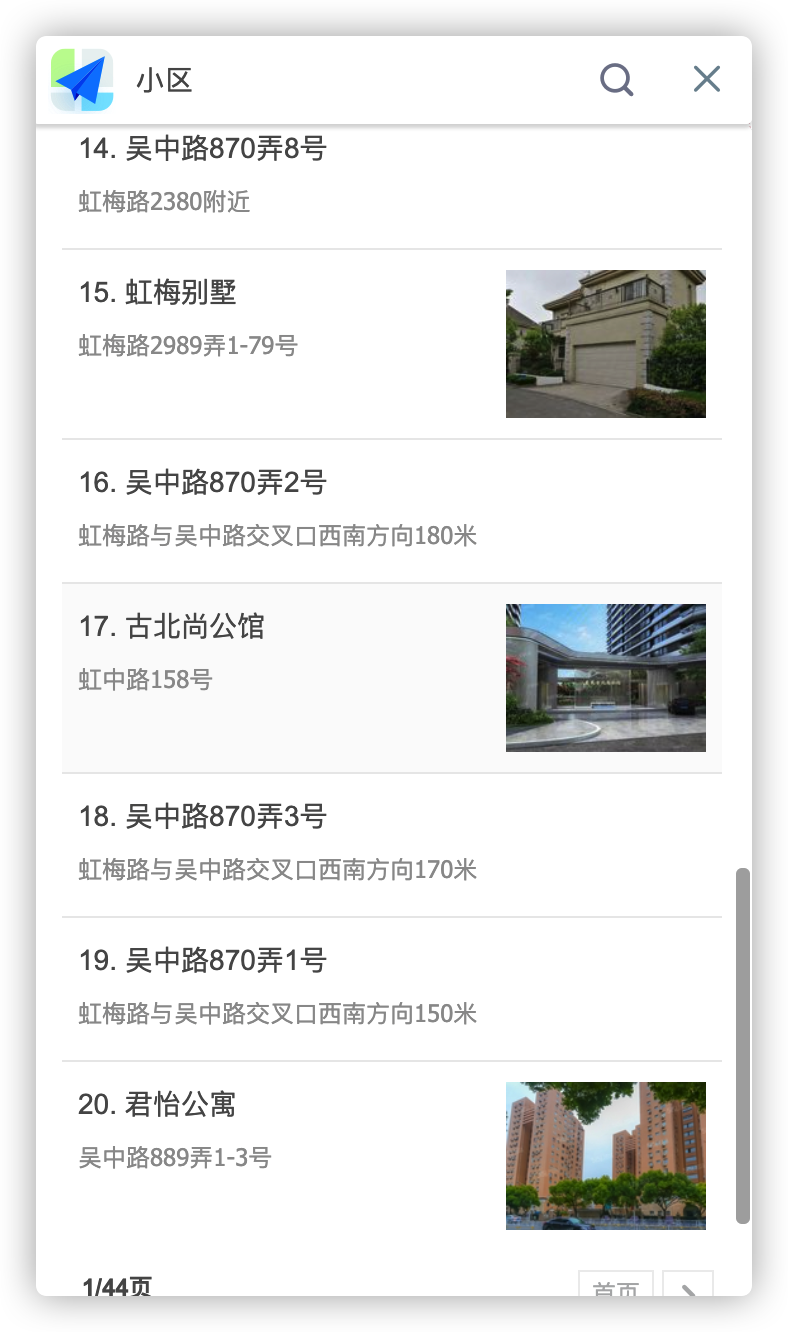 小区
14. 吴中路870弄8号
虹梅路2380附近
15. 虹梅别墅
虹梅路2989弄1-79号
16. 吴中路870弄2号
虹梅路与吴中路交叉口西南方向180米
17. 古北尚公馆
虹中路158号
18. 吴中路870弄3号
虹梅路与吴中路交叉口西南方向170米
19. 吴中路870弄1号
虹梅路与吴中路交叉口西南方向150米
20. 君怡公寓
吴中路889弄1-3号
1/44页
首页